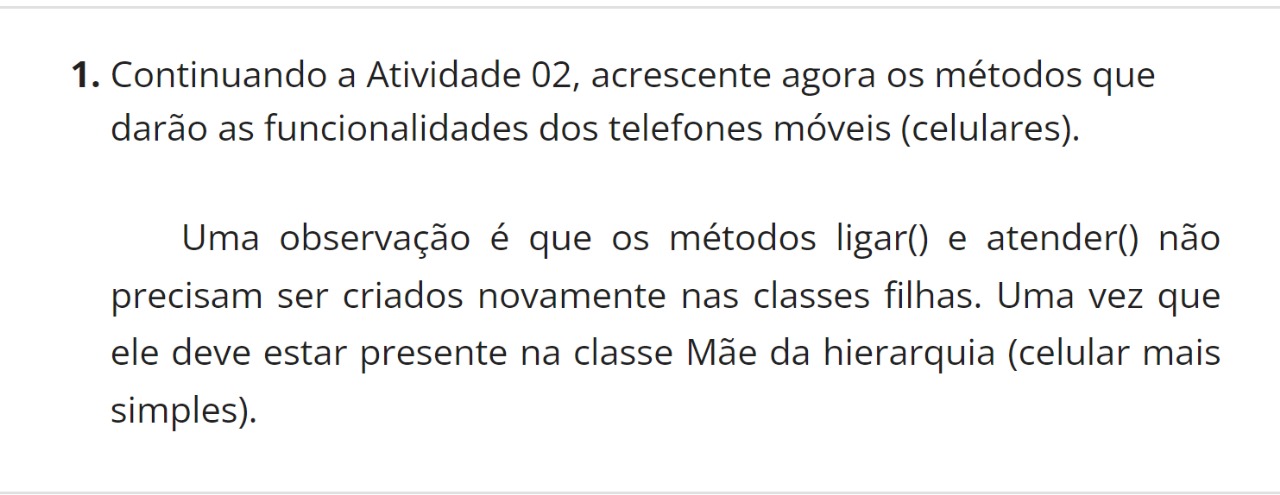 1. Continuando a Atividade 02, acrescente agora os métodos que
darão as funcionalidades dos telefones móveis (celulares).
Uma observação é que os métodos ligar() e atender() não
precisam ser criados novamente nas classes filhas. Uma vez que
ele deve estar presente na classe Mãe da hierarquia (celular mais
simples).